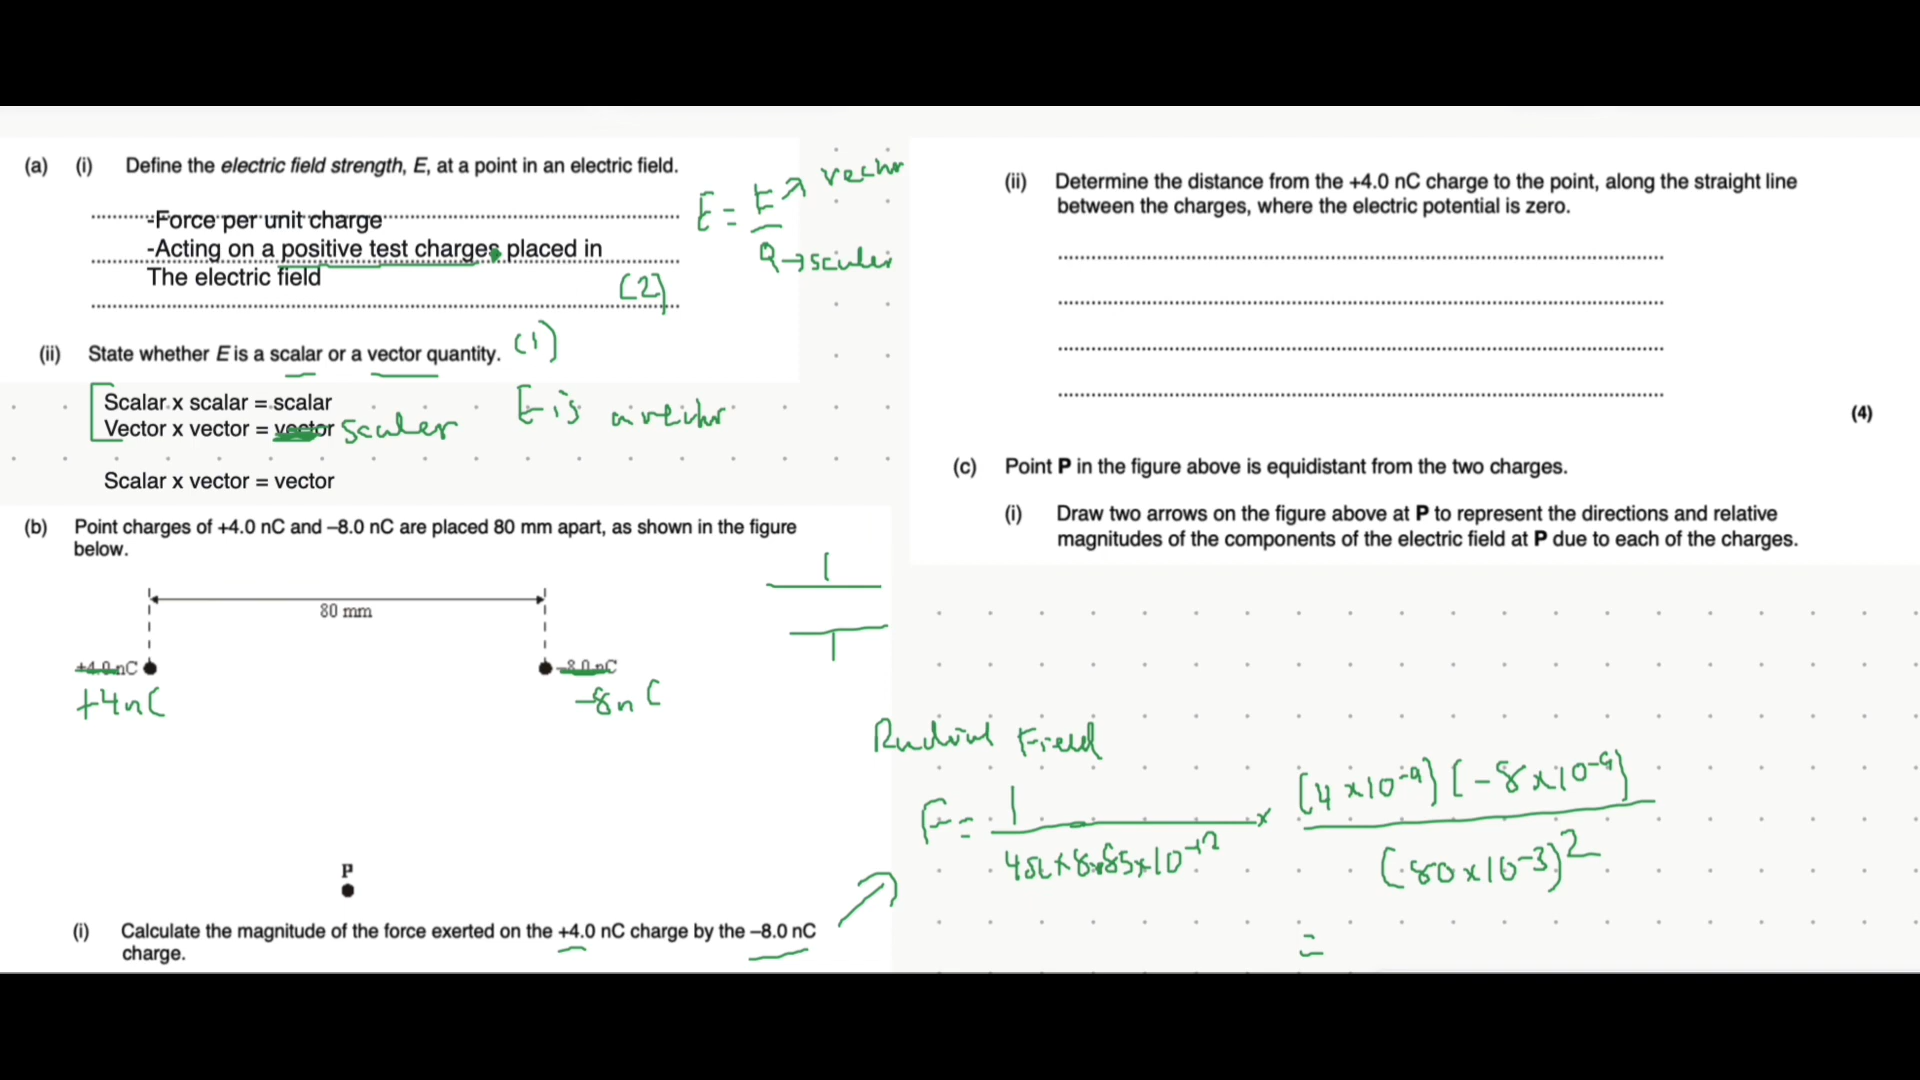 (a) (i) Define the electric field strength, E, at a point in an electric field.
-Force per unit charge
-Acting on a positive test charges placed in
The electric field
(2)
E = F → vector
Q → scaler
(ii) State whether E is a scalar or a vector quantity. (1)
Scalar x scalar = scalar
Vector x vector = vector scaler
E is a vector
Scalar x vector = vector
(b) Point charges of +4.0 nC and –8.0 nC are placed 80 mm apart, as shown in the figure
below.
80 mm
+4.0 nC
–8.0 nC
+4nC
-8nC
P
(i) Calculate the magnitude of the force exerted on the +4.0 nC charge by the –8.0 nC
charge.
(ii) Determine the distance from the +4.0 nC charge to the point, along the straight line
between the charges, where the electric potential is zero.
(4)
(c) Point P in the figure above is equidistant from the two charges.
(i) Draw two arrows on the figure above at P to represent the directions and relative
magnitudes of the components of the electric field at P due to each of the charges.
Radial Field
F = 1 x (4 x10⁻⁹) (-8 x10⁻⁹)
4π x 8.85x10⁻¹² (80x10⁻³)²
=